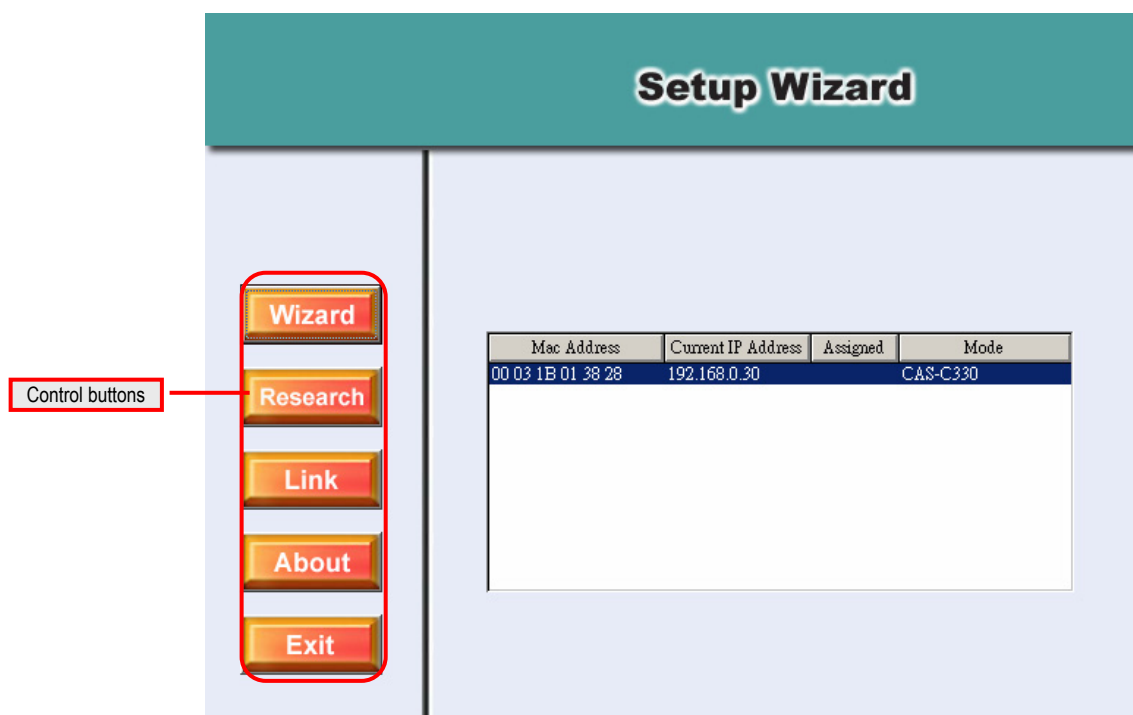 Setup Wizard
Wizard
Research
Link
About
Exit
Control buttons
Mac Address Current IP Address Assigned Mode
00 03 1B 01 38 28 192.168.0.30 CAS-C330